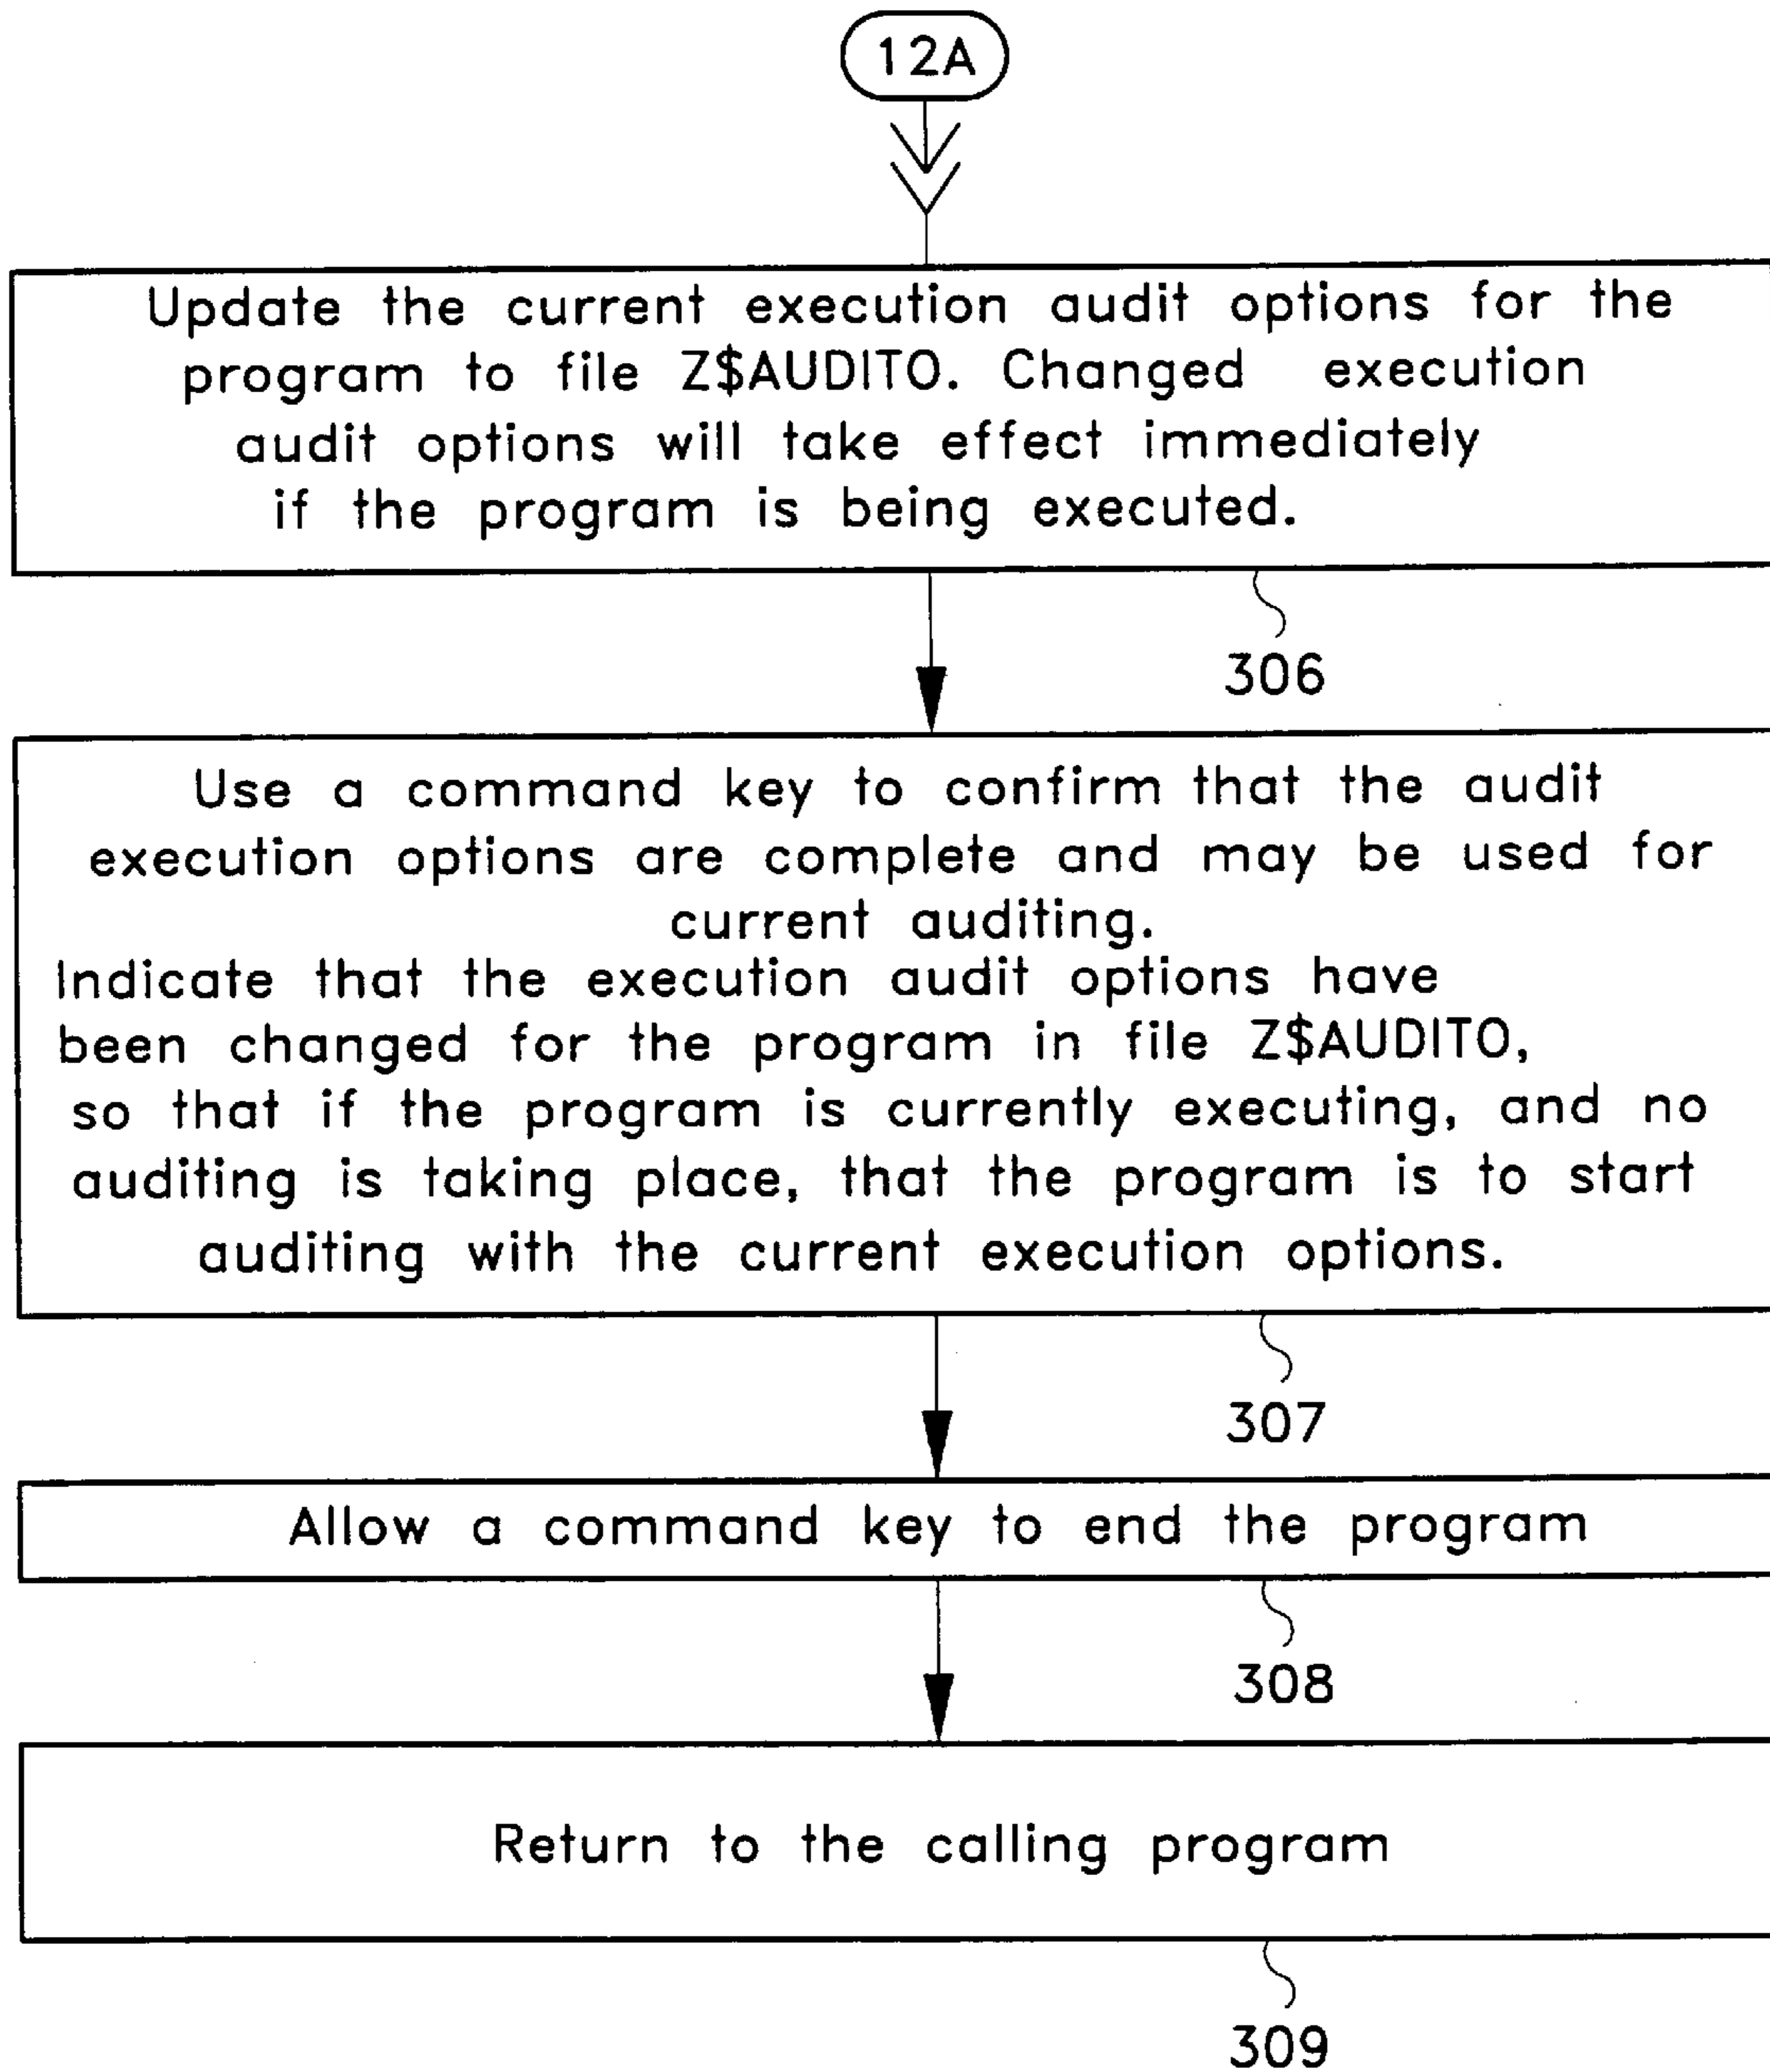 12A
Update the current execution audit options for the
program to file Z$AUDITO. Changed execution
audit options will take effect immediately
if the program is being executed.
306
Use a command key to confirm that the audit
execution options are complete and may be used for
current auditing.
Indicate that the execution audit options have
been changed for the program in file Z$AUDITO,
so that if the program is currently executing, and no
auditing is taking place, that the program is to start
auditing with the current execution options.
307
Allow a command key to end the program
308
Return to the calling program
309